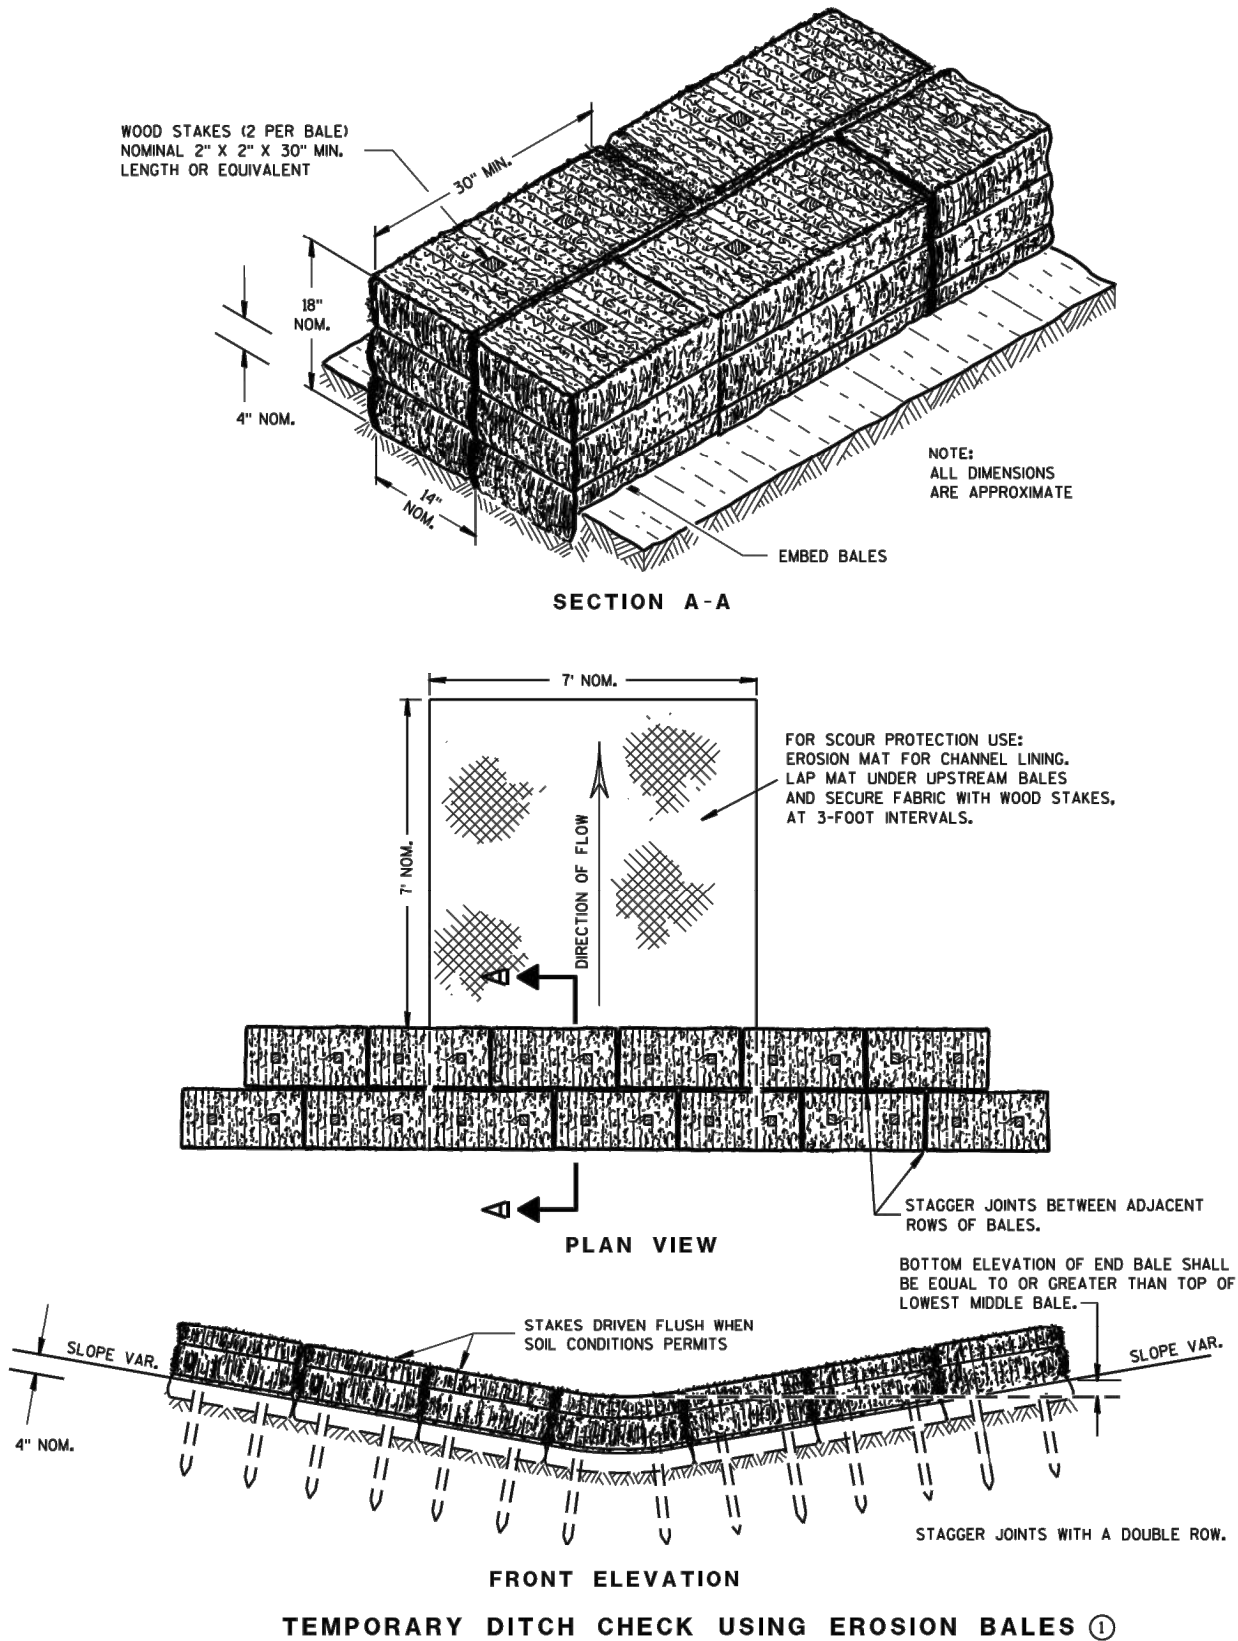 WOOD STAKES (2 PER BALE)
NOMINAL 2" X 2" X 30" MIN.
LENGTH OR EQUIVALENT
30" MIN.
18"
NOM.
4" NOM.
14"
NOM.
NOTE:
ALL DIMENSIONS
ARE APPROXIMATE
EMBED BALES
SECTION A-A
7' NOM.
7' NOM.
DIRECTION OF FLOW
FOR SCOUR PROTECTION USE:
EROSION MAT FOR CHANNEL LINING.
LAP MAT UNDER UPSTREAM BALES
AND SECURE FABRIC WITH WOOD STAKES,
AT 3-FOOT INTERVALS.
A
A
STAGGER JOINTS BETWEEN ADJACENT
ROWS OF BALES.
PLAN VIEW
BOTTOM ELEVATION OF END BALE SHALL
BE EQUAL TO OR GREATER THAN TOP OF
LOWEST MIDDLE BALE.
STAKES DRIVEN FLUSH WHEN
SOIL CONDITIONS PERMITS
SLOPE VAR.
SLOPE VAR.
4" NOM.
STAGGER JOINTS WITH A DOUBLE ROW.
FRONT ELEVATION
TEMPORARY DITCH CHECK USING EROSION BALES ①